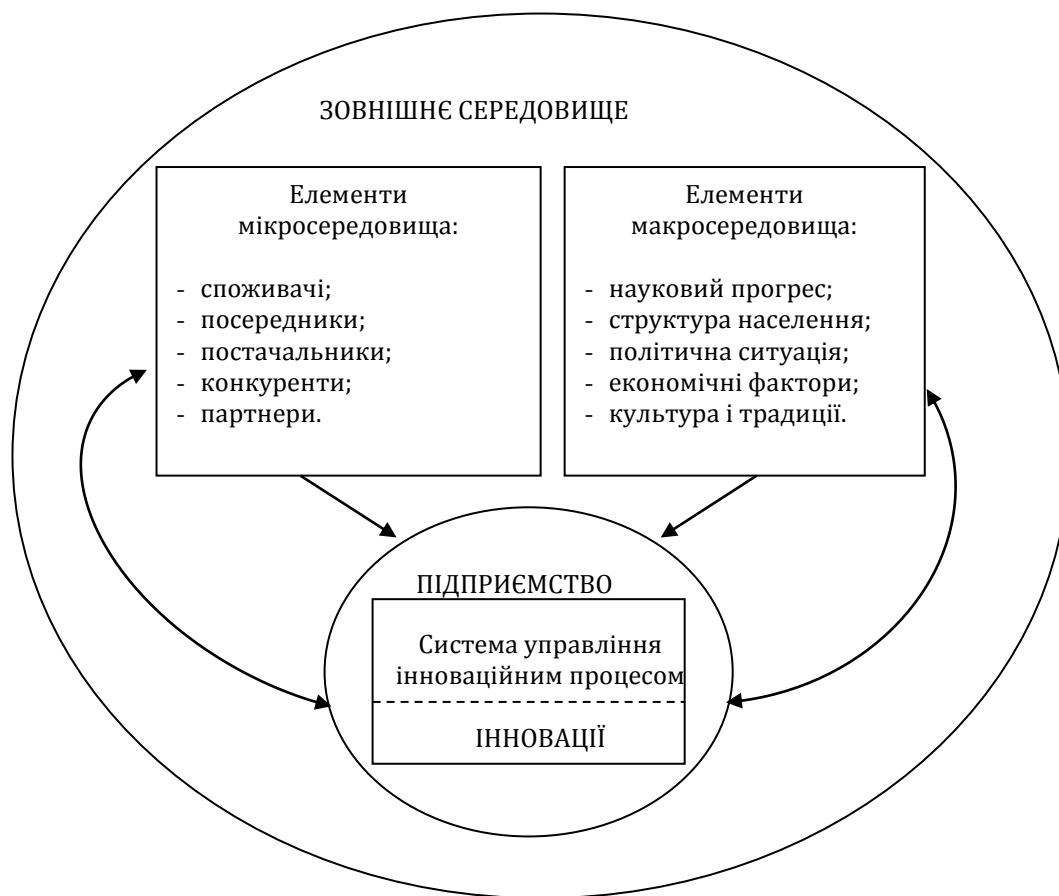 ЗОВНІШНЄ СЕРЕДОВИЩЕ
Елементи
мікросередовища:
- споживачі;
- посередники;
- постачальники;
- конкуренти;
- партнери.
Елементи
макросередовища:
- науковий прогрес;
- структура населення;
- політична ситуація;
- економічні фактори;
- культура і традиції.
ПІДПРИЄМСТВО
Система управління
інноваційним процесом
ІННОВАЦІЇ